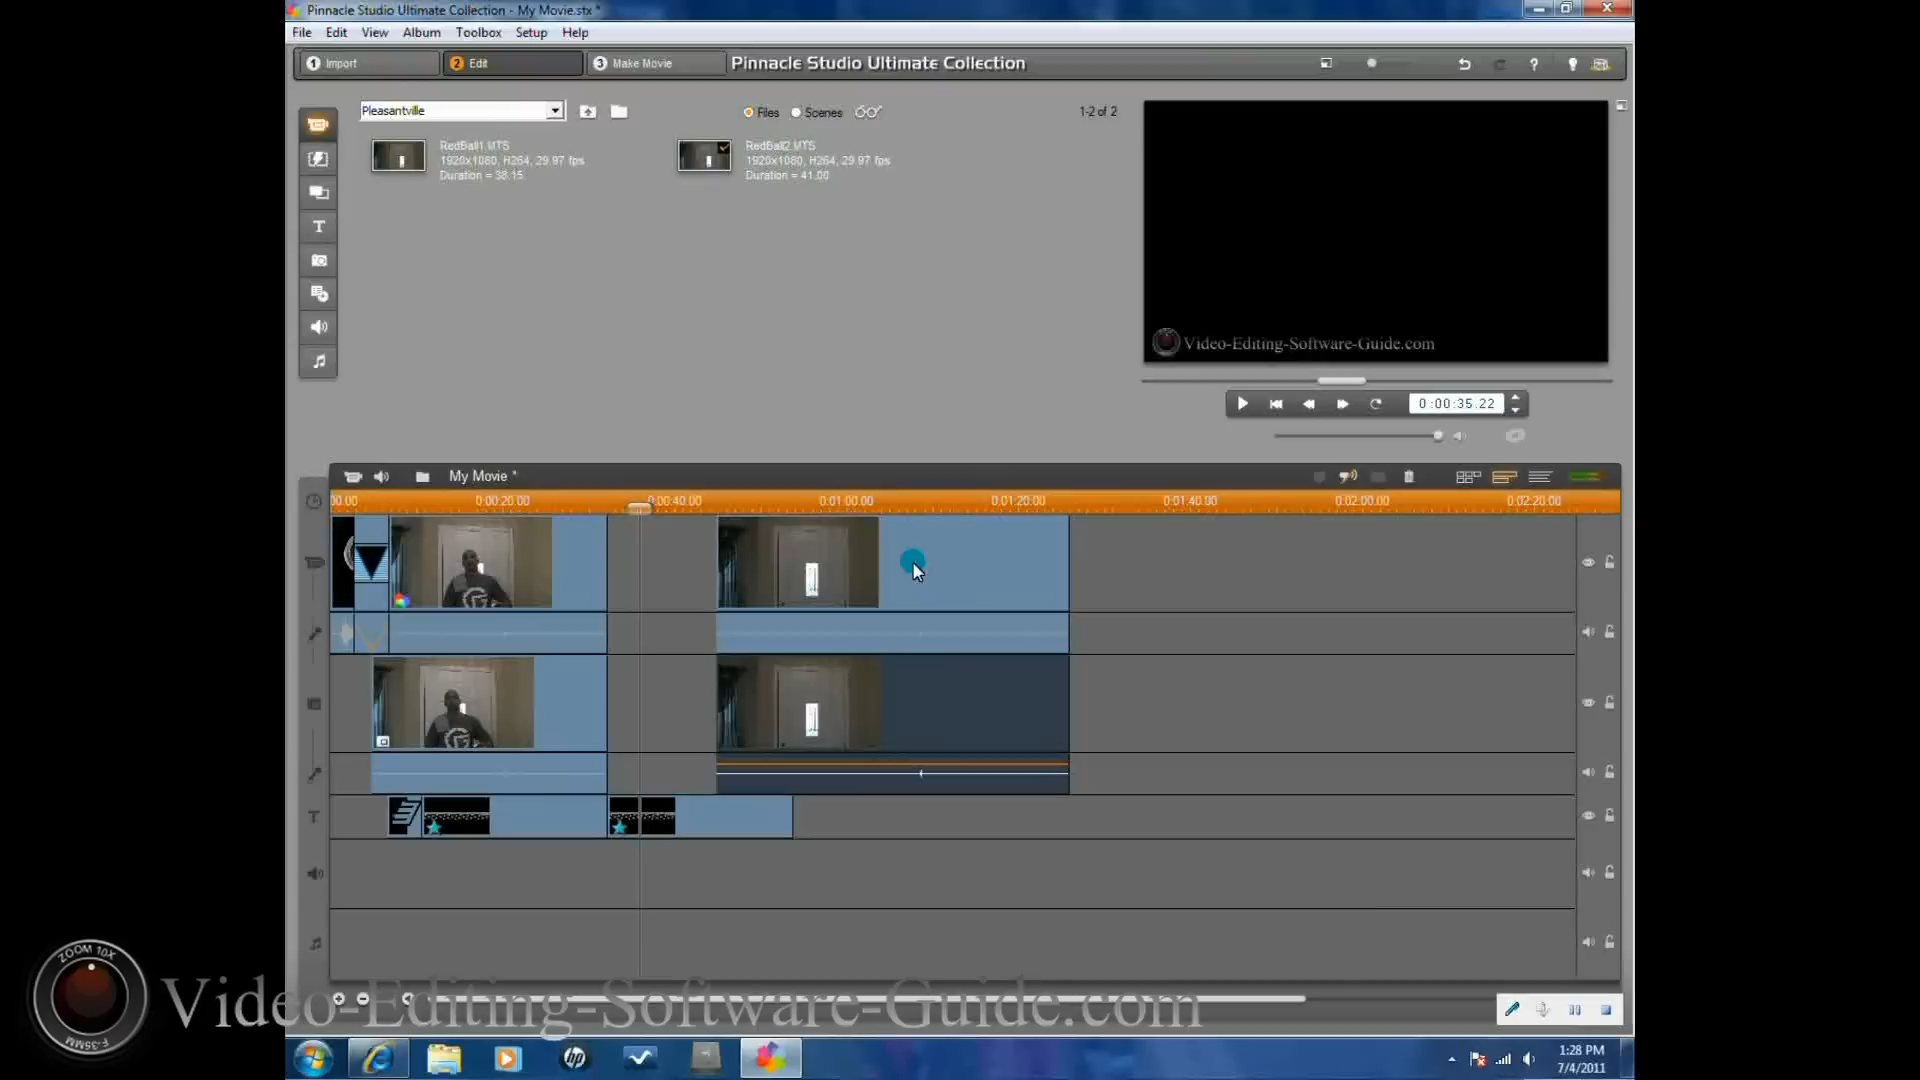 Pinnacle Studio Ultimate Collection - My Movie.stx *
File Edit View Album Toolbox Setup Help
1 Import 2 Edit 3 Make Movie Pinnacle Studio Ultimate Collection ?
Pleasantville Files Scenes 1-2 of 2
RedBall1.MTS
1920x1080, H264, 29.97 fps
Duration = 38.15
RedBall2.MTS
1920x1080, H264, 29.97 fps
Duration = 41.00
T
Video-Editing-Software-Guide.com
0:00:35.22
My Movie *
00.00 0:00:20.00 0:00:40.00 0:01:00.00 0:01:20.00 0:01:40.00 0:02:00.00 0:02:20.00
G
G
T
ZOOM 10X
F-35MM
Video-Editing-Software-Guide.com
hp
1:28 PM
7/4/2011